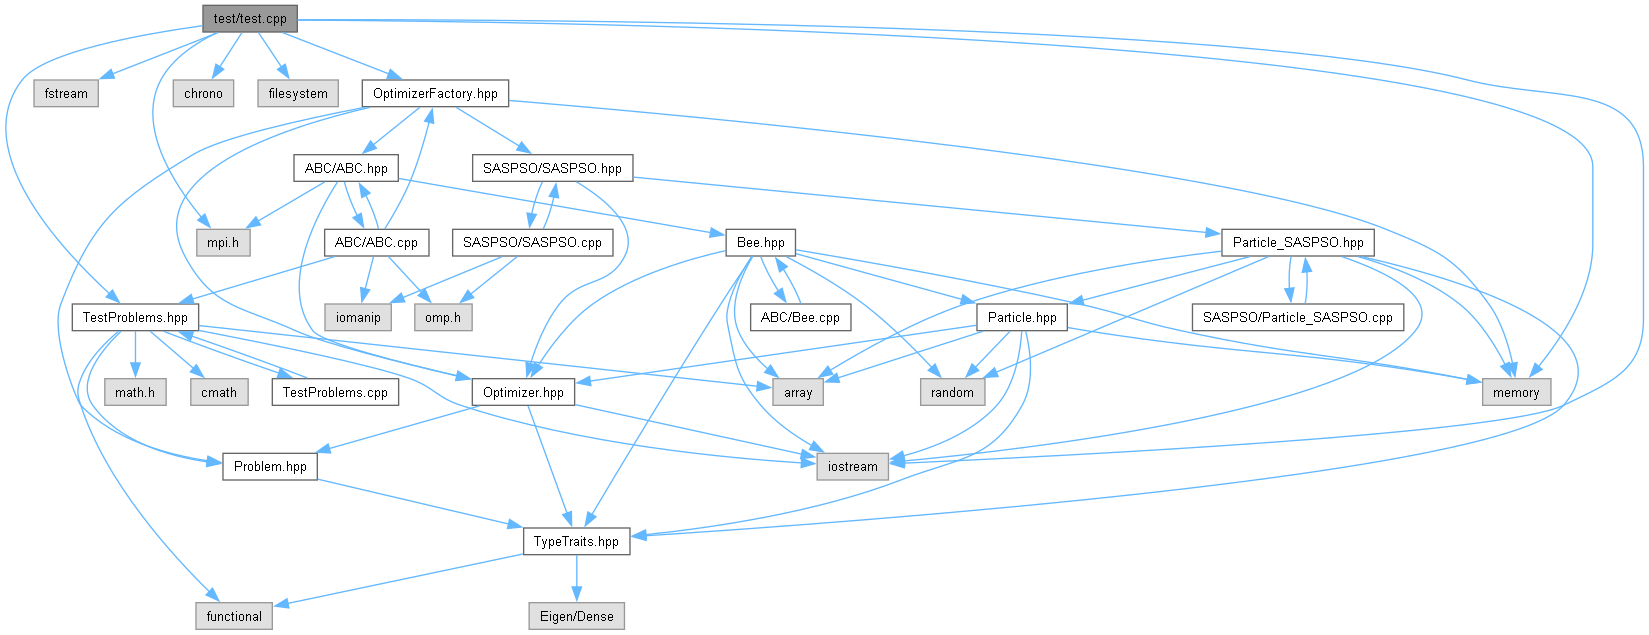 test/test.cpp
fstream
chrono
filesystem
OptimizerFactory.hpp
ABC/ABC.hpp
SASPSO/SASPSO.hpp
mpi.h
ABC/ABC.cpp
SASPSO/SASPSO.cpp
Bee.hpp
Particle_SASPSO.hpp
TestProblems.hpp
iomanip
omp.h
ABC/Bee.cpp
Particle.hpp
SASPSO/Particle_SASPSO.cpp
math.h
cmath
TestProblems.cpp
Optimizer.hpp
array
random
memory
Problem.hpp
iostream
TypeTraits.hpp
functional
Eigen/Dense